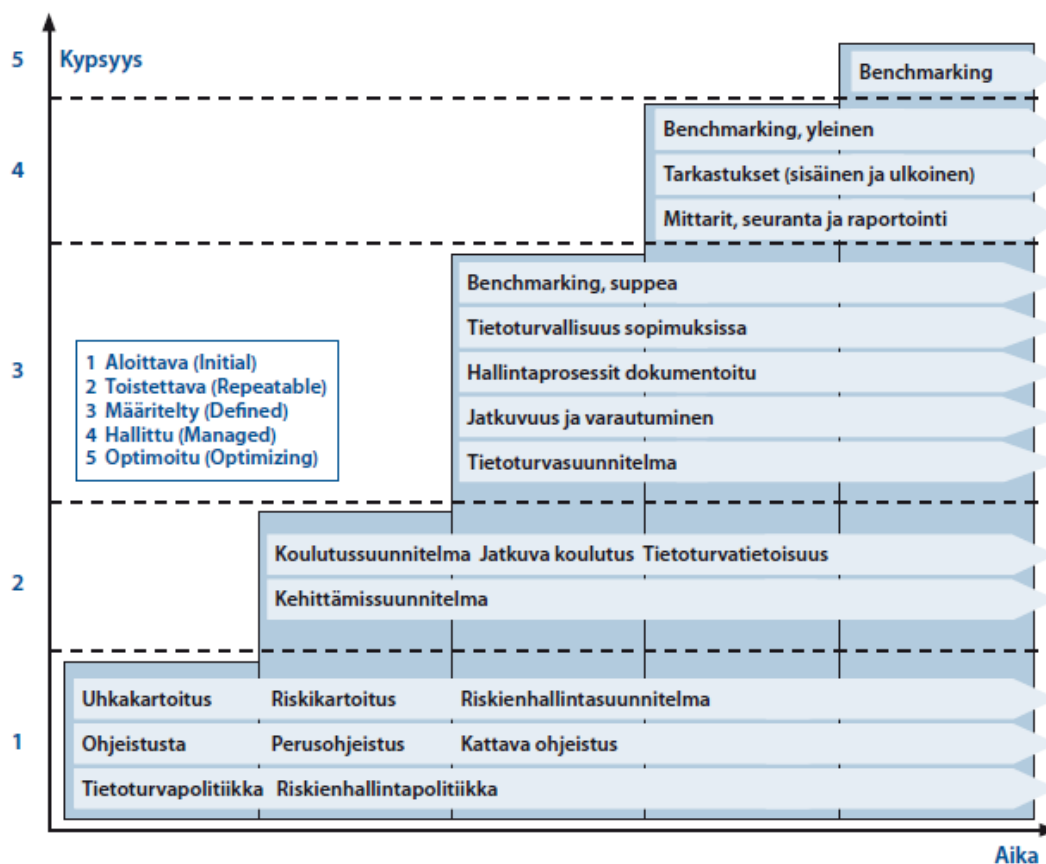 5 Kypsyys
Benchmarking
4
Benchmarking, yleinen
Tarkastukset (sisäinen ja ulkoinen)
Mittarit, seuranta ja raportointi
3
Benchmarking, suppea
Tietoturvallisuus sopimuksissa
Hallintaprosessit dokumentoitu
Jatkuvuus ja varautuminen
Tietoturvasuunnitelma
1 Aloittava (Initial)
2 Toistettava (Repeatable)
3 Määritelty (Defined)
4 Hallittu (Managed)
5 Optimoitu (Optimizing)
2
Koulutussuunnitelma Jatkuva koulutus Tietoturvatietoisuus
Kehittämissuunnitelma
1
Uhkakartoitus Riskikartoitus Riskienhallintasuunnitelma
Ohjeistusta Perusohjeistus Kattava ohjeistus
Tietoturvapolitiikka Riskienhallintapolitiikka
Aika